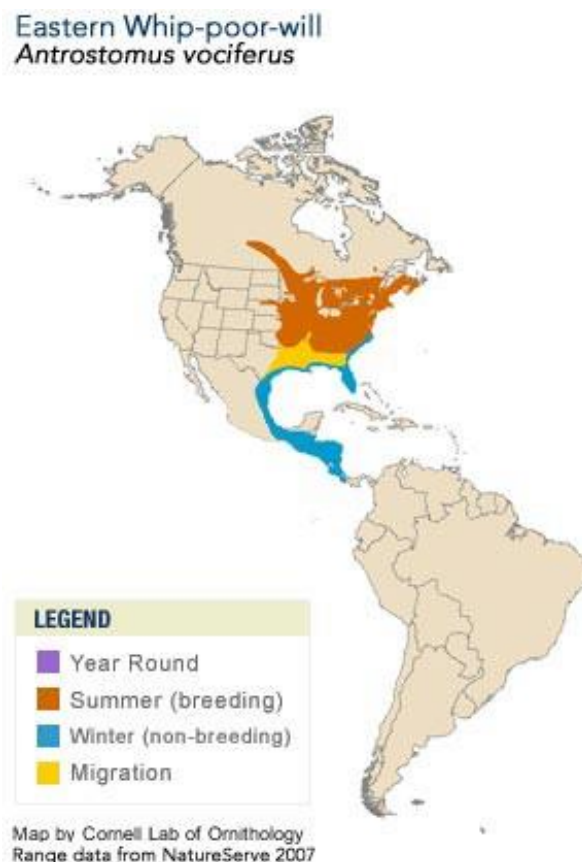 Eastern Whip-poor-will
Antrostomus vociferus
LEGEND
Year Round
Summer (breeding)
Winter (non-breeding)
Migration
Map by Cornell Lab of Ornithology
Range data from NatureServe 2007